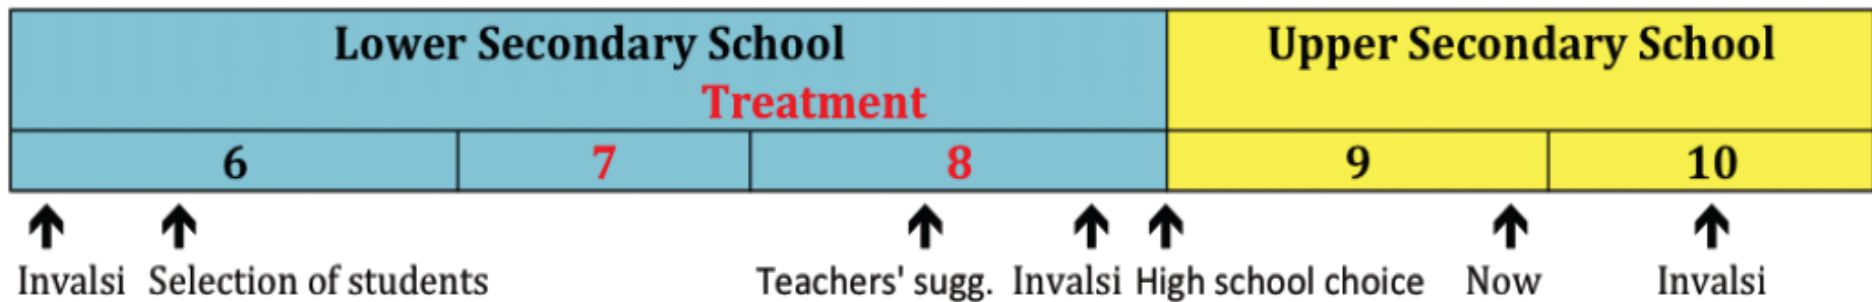 Lower Secondary School
Upper Secondary School
Treatment
6 7 8 9 10
Invalsi Selection of students Teachers' sugg. Invalsi High school choice Now Invalsi